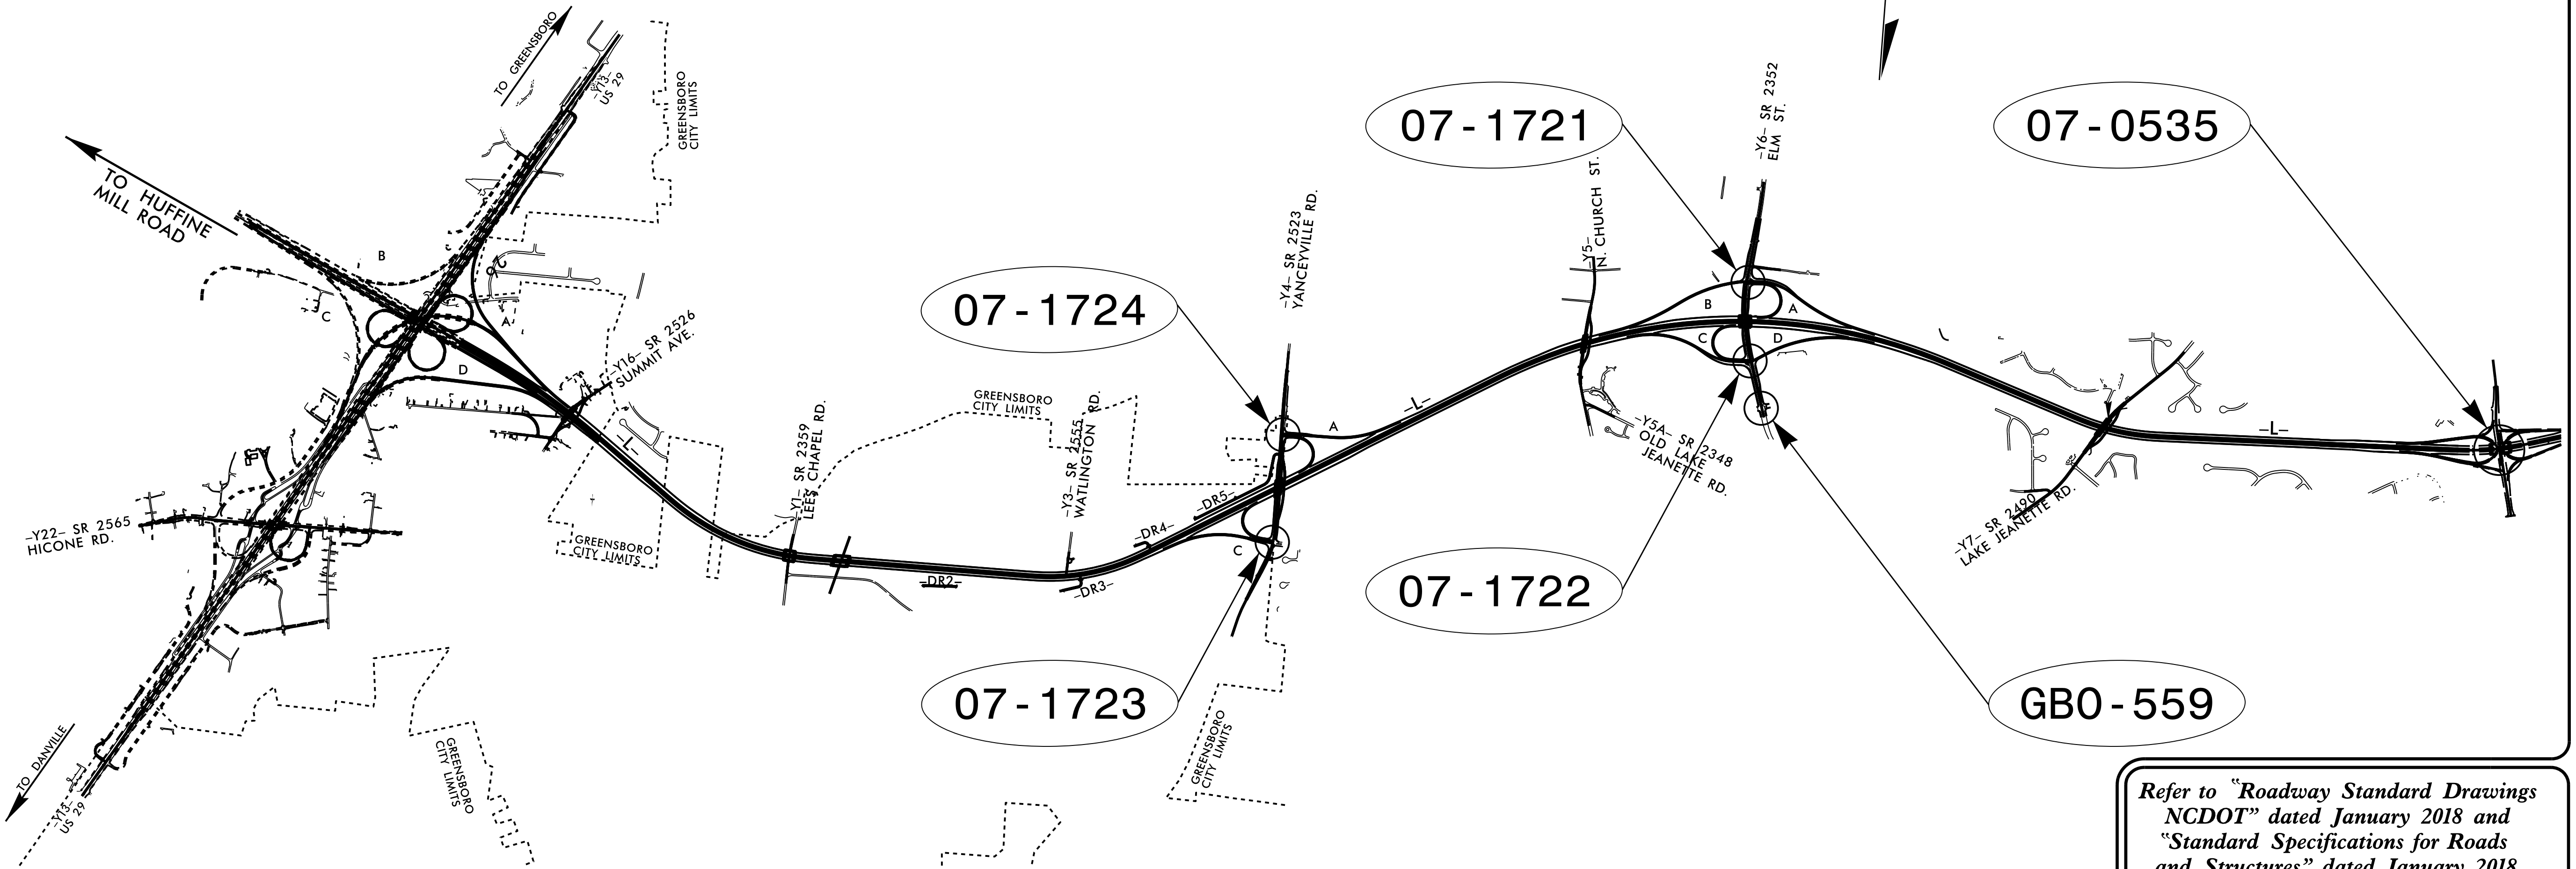 TO GREENSBORO
-Y13-
US 29
GREENSBORO
CITY LIMITS
TO HUFFINE
MILL ROAD
B
C
A
D
-Y16- SR 2526
SUMMIT AVE.
-L-
-Y22- SR 2565
HICONE RD.
GREENSBORO
CITY LIMITS
TO DANVILLE
-Y13-
US 29
GREENSBORO
CITY LIMITS
-Y1- SR 2359
LEES CHAPEL RD.
-DR2-
GREENSBORO
CITY LIMITS
-Y3- SR 2555
WATLINGTON RD.
-DR3-
-DR4-
-DR5-
07-1724
-Y4- SR 2523
YANCEYVILLE RD.
A
C
07-1723
GREENSBORO
CITY LIMITS
-L-
07-1721
-Y5-
N. CHURCH ST.
-Y6- SR 2352
ELM ST.
B
A
C
D
-Y5A- SR 2348
OLD LAKE
JEANETTE RD.
07-1722
GBO-559
07-0535
-Y7- SR 2490
LAKE JEANETTE RD.
-L-
Refer to "Roadway Standard Drawings
NCDOT" dated January 2018 and
"Standard Specifications for Roads
and Structures" dated January 2018